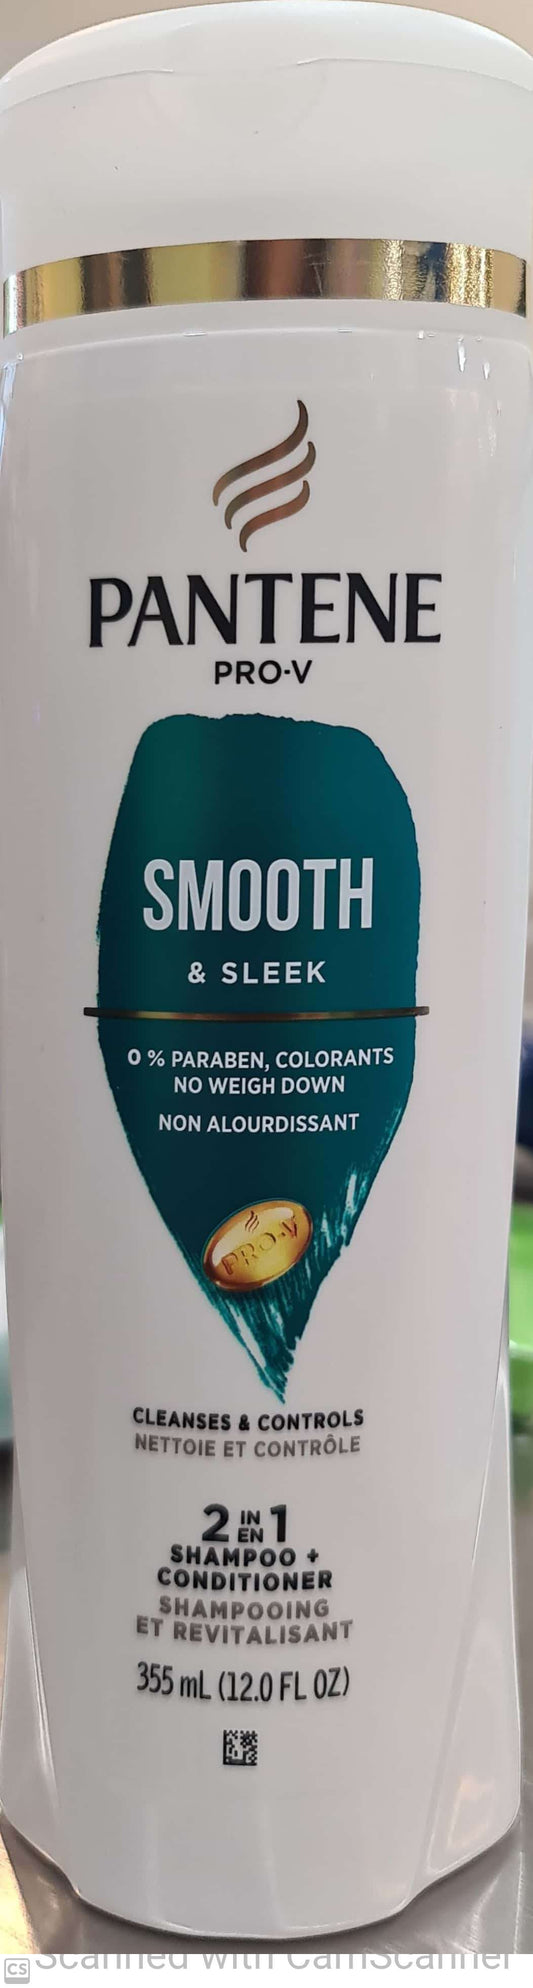 PANTENE
PRO-V
SMOOTH
& SLEEK
0 % PARABEN, COLORANTS
NO WEIGH DOWN
NON ALOURDISSANT
PRO-V
CLEANSES & CONTROLS
NETTOIE ET CONTRÔLE
2 IN EN 1
SHAMPOO +
CONDITIONER
SHAMPOOING
ET REVITALISANT
355 mL (12.0 FL OZ)
CS Scanned with CamScanner